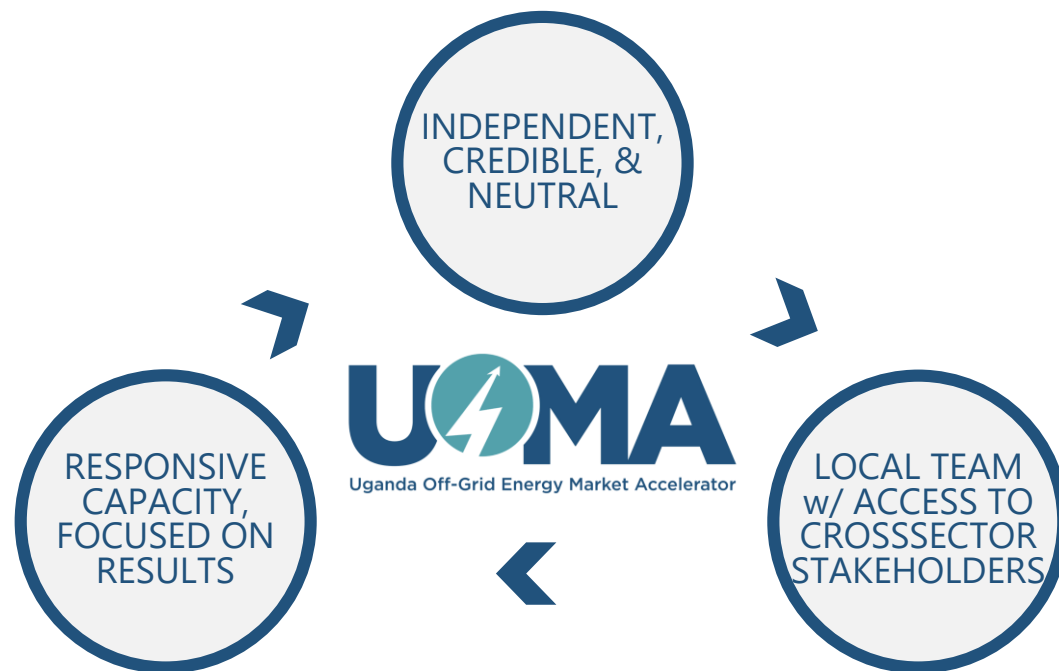 INDEPENDENT,
CREDIBLE, &
NEUTRAL
UOMA
Uganda Off-Grid Energy Market Accelerator
RESPONSIVE
CAPACITY,
FOCUSED ON
RESULTS
LOCAL TEAM
w/ ACCESS TO
CROSSSECTOR
STAKEHOLDERS